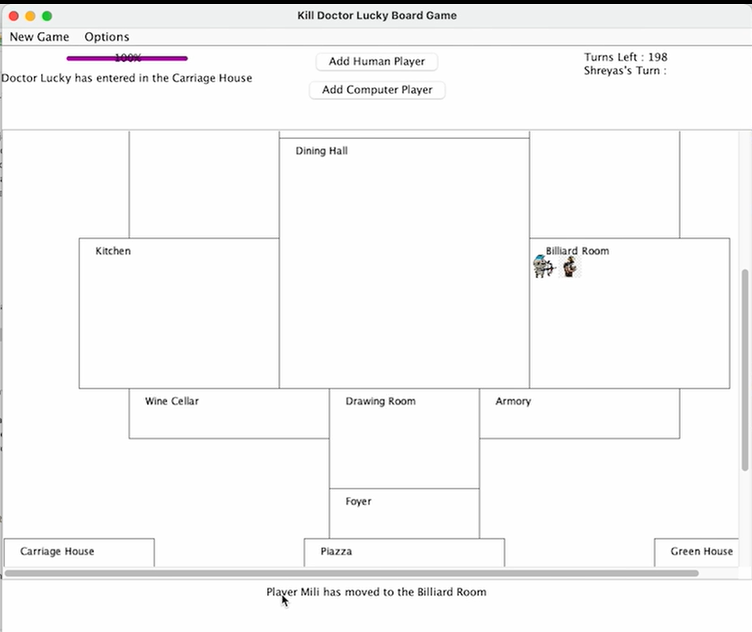 Kill Doctor Lucky Board Game
New Game Options
100%
Doctor Lucky has entered in the Carriage House
Add Human Player
Add Computer Player
Turns Left : 198
Shreyas's Turn :
Dining Hall
Kitchen
Billiard Room
Wine Cellar
Drawing Room
Armory
Foyer
Carriage House
Piazza
Green House
Player Mili has moved to the Billiard Room